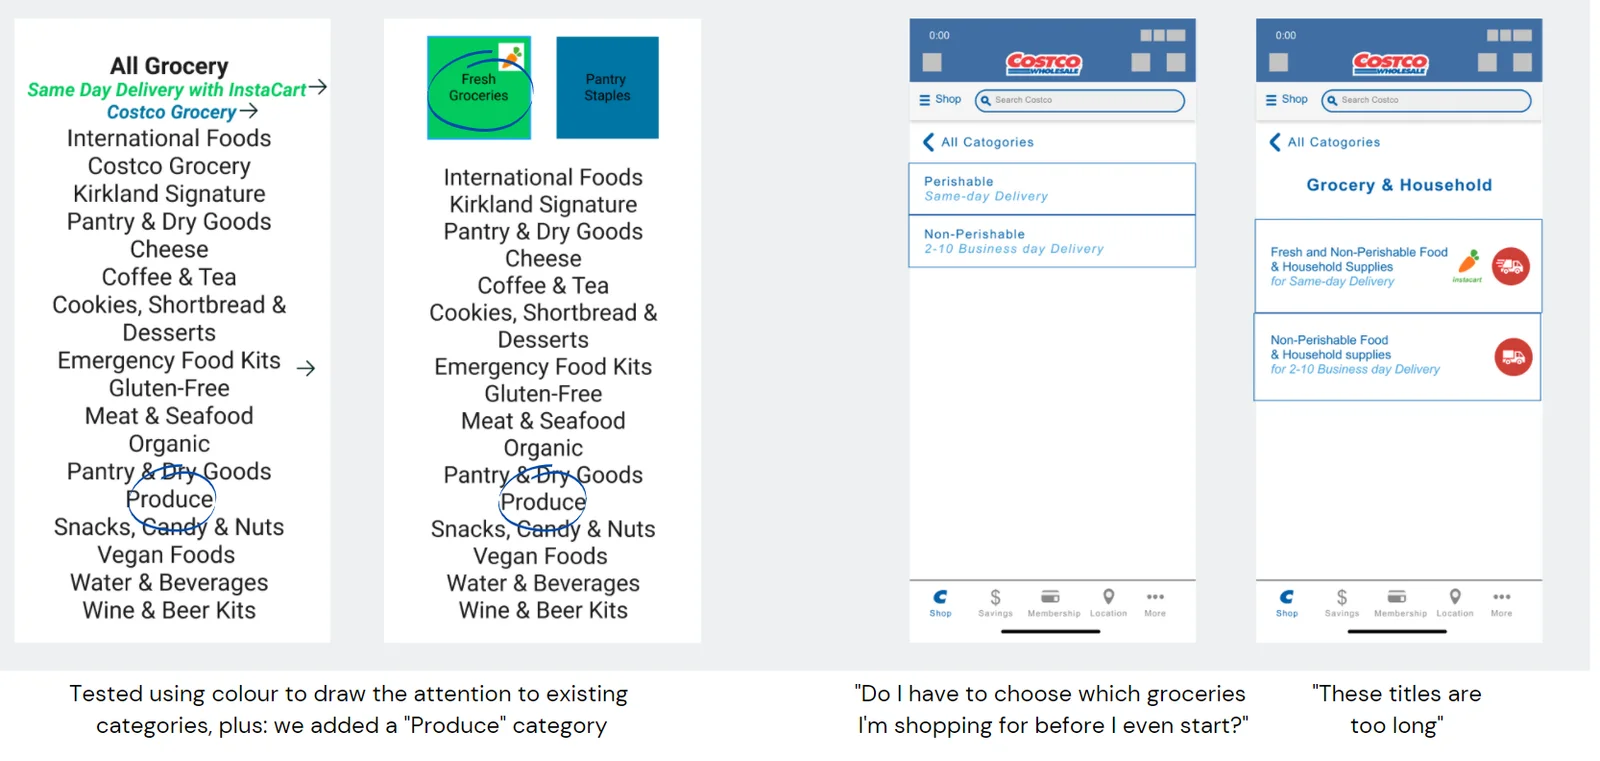 All Grocery
Same Day Delivery with InstaCart
Costco Grocery
International Foods
Costco Grocery
Kirkland Signature
Pantry & Dry Goods
Cheese
Coffee & Tea
Cookies, Shortbread &
Desserts
Emergency Food Kits
Gluten-Free
Meat & Seafood
Organic
Pantry & Dry Goods
Produce
Snacks, Candy & Nuts
Vegan Foods
Water & Beverages
Wine & Beer Kits
Fresh
Groceries
Pantry
Staples
International Foods
Kirkland Signature
Pantry & Dry Goods
Cheese
Coffee & Tea
Cookies, Shortbread &
Desserts
Emergency Food Kits
Gluten-Free
Meat & Seafood
Organic
Pantry & Dry Goods
Produce
Snacks, Candy & Nuts
Vegan Foods
Water & Beverages
Wine & Beer Kits
Tested using colour to draw the attention to existing
categories, plus: we added a "Produce" category
0:00
COSTCO
WHOLESALE
Shop
Search Costco
All Catogories
Perishable
Same-day Delivery
Non-Perishable
2-10 Business day Delivery
Shop
Savings
Membership
Location
More
"Do I have to choose which groceries
I'm shopping for before I even start?"
0:00
COSTCO
WHOLESALE
Shop
Search Costco
All Catogories
Grocery & Household
Fresh and Non-Perishable Food
& Household Supplies
for Same-day Delivery
instacart
Non-Perishable Food
& Household supplies
for 2-10 Business day Delivery
Shop
Savings
Membership
Location
More
"These titles are
too long"